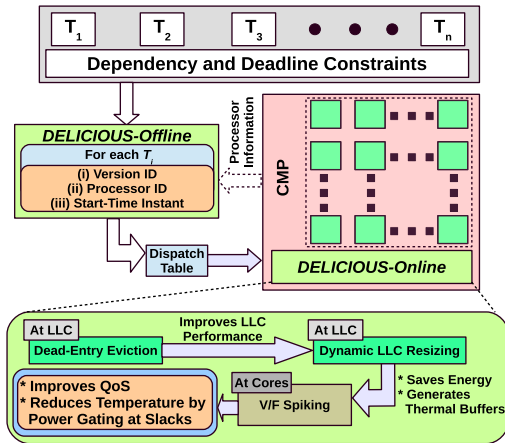 T1 T2 T3 Tn
Dependency and Deadline Constraints
DELICIOUS-Offline
For each Ti
(i) Version ID
(ii) Processor ID
(iii) Start-Time Instant
Processor
Information
CMP
Dispatch
Table
DELICIOUS-Online
At LLC
Dead-Entry Eviction
Improves LLC
Performance
At LLC
Dynamic LLC Resizing
* Saves Energy
* Generates
Thermal Buffers
At Cores
V/F Spiking
* Improves QoS
* Reduces Temperature by
Power Gating at Slacks